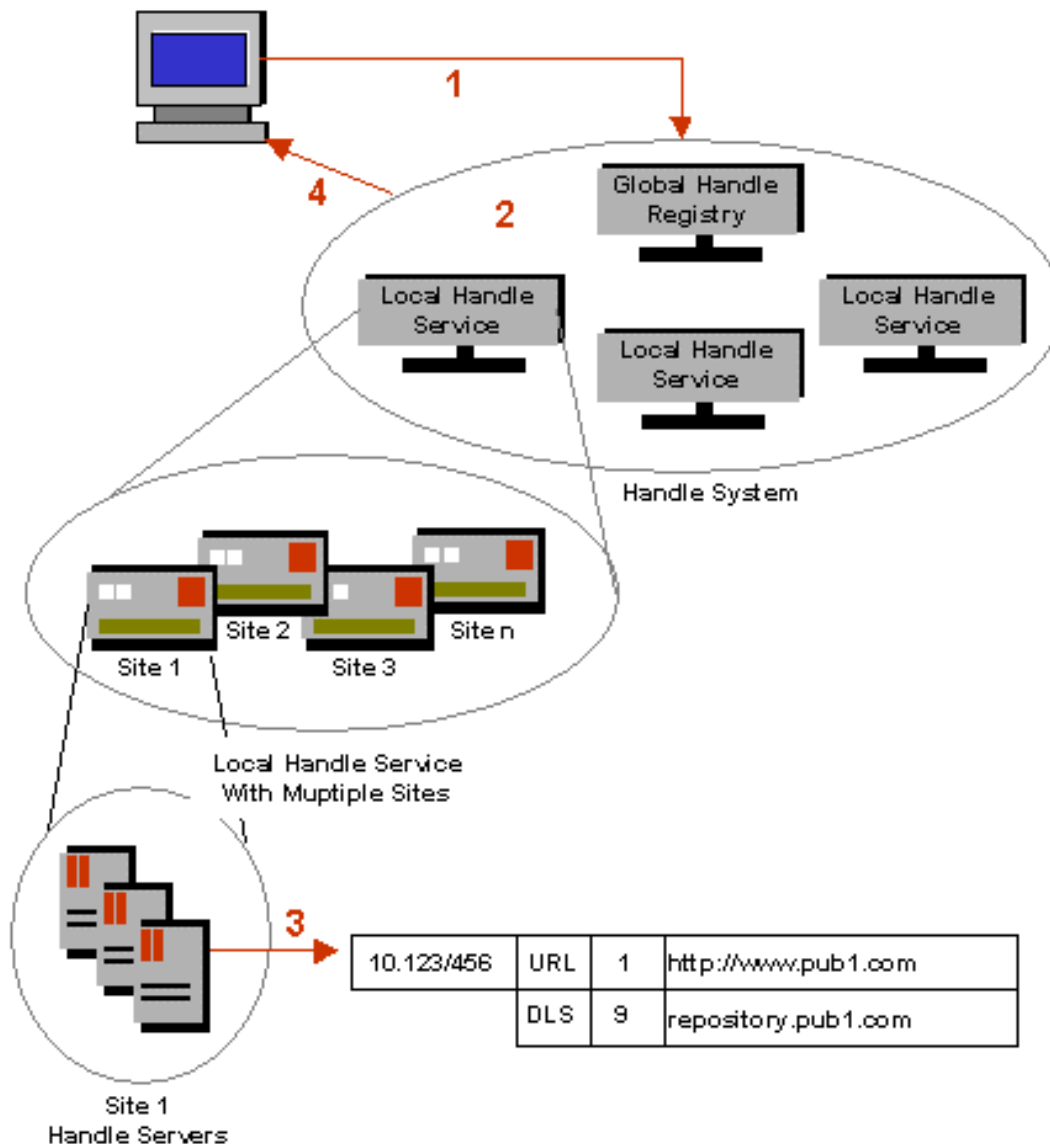 1
4
2
Global Handle
Registry
Local Handle
Service
Local Handle
Service
Local Handle
Service
Handle System
Site 1
Site 2
Site 3
Site n
Local Handle Service
With Muptiple Sites
3
10.123/456 URL 1 http://www.pub1.com
DLS 9 repository.pub1.com
Site 1
Handle Servers